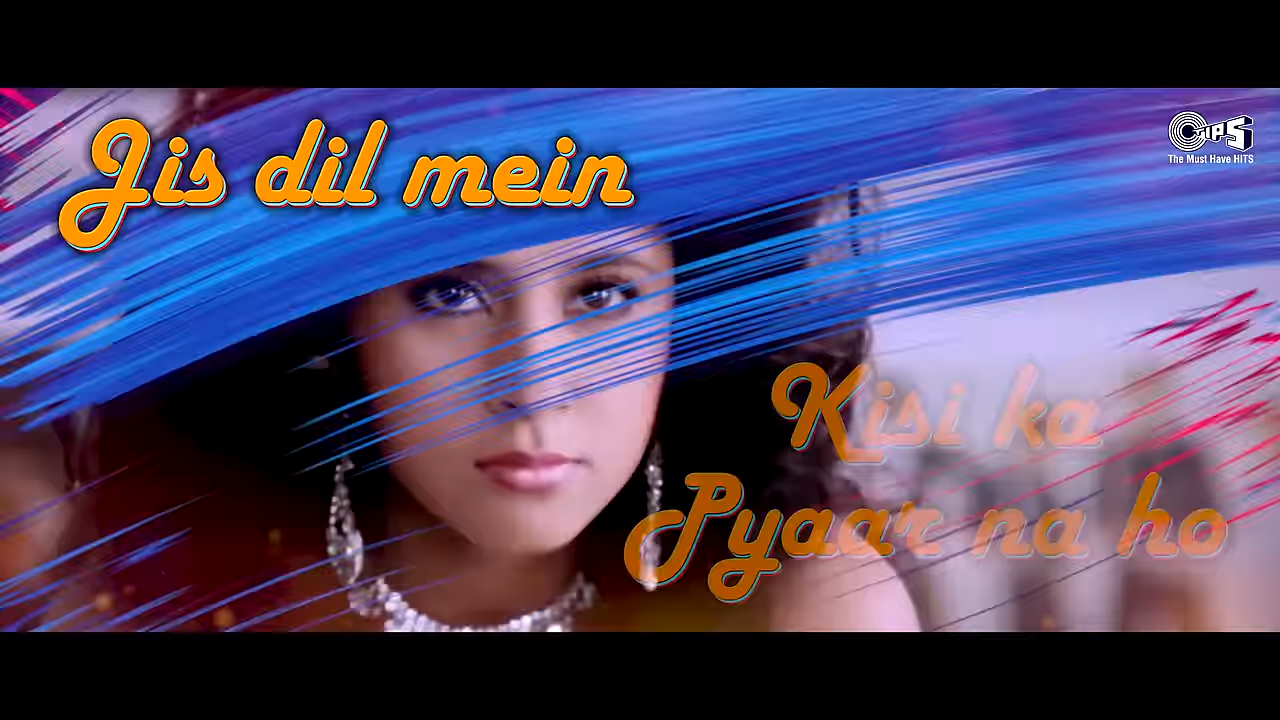 Jis dil mein
TIPS
The Must Have HITS
Kisi ka
Pyaar na ho